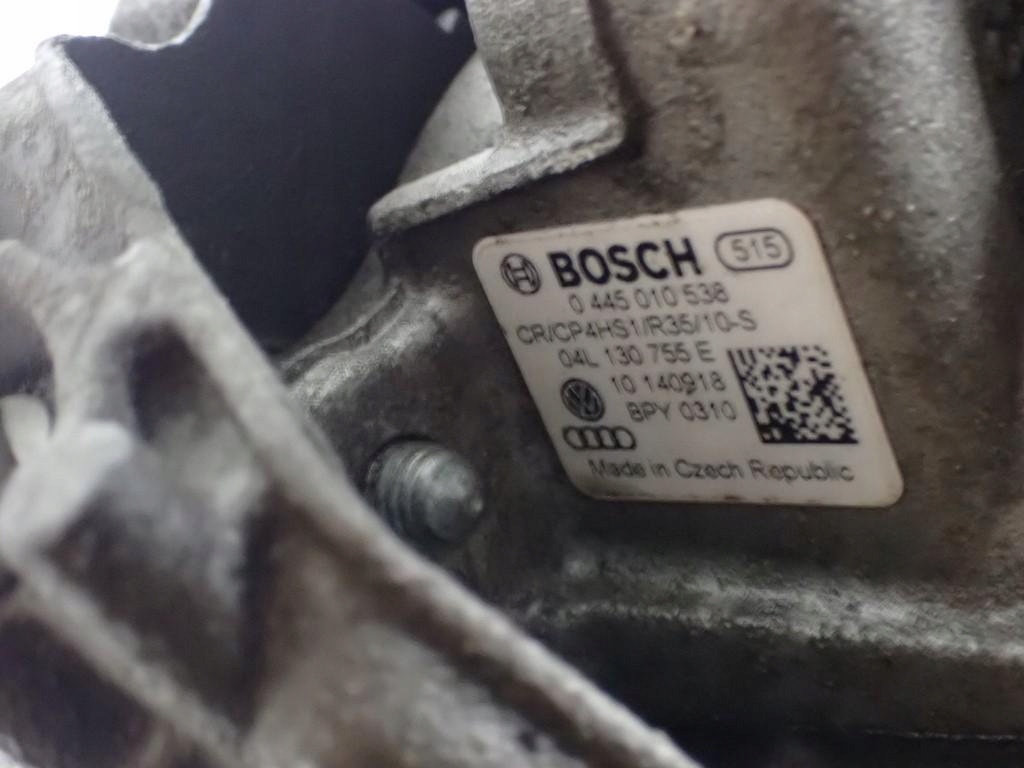 BOSCH 515
0 445 010 538
CR/CP4HS1/R35/10-S
04L 130 755 E
10 140918
BPY 0310
Made in Czech Republic